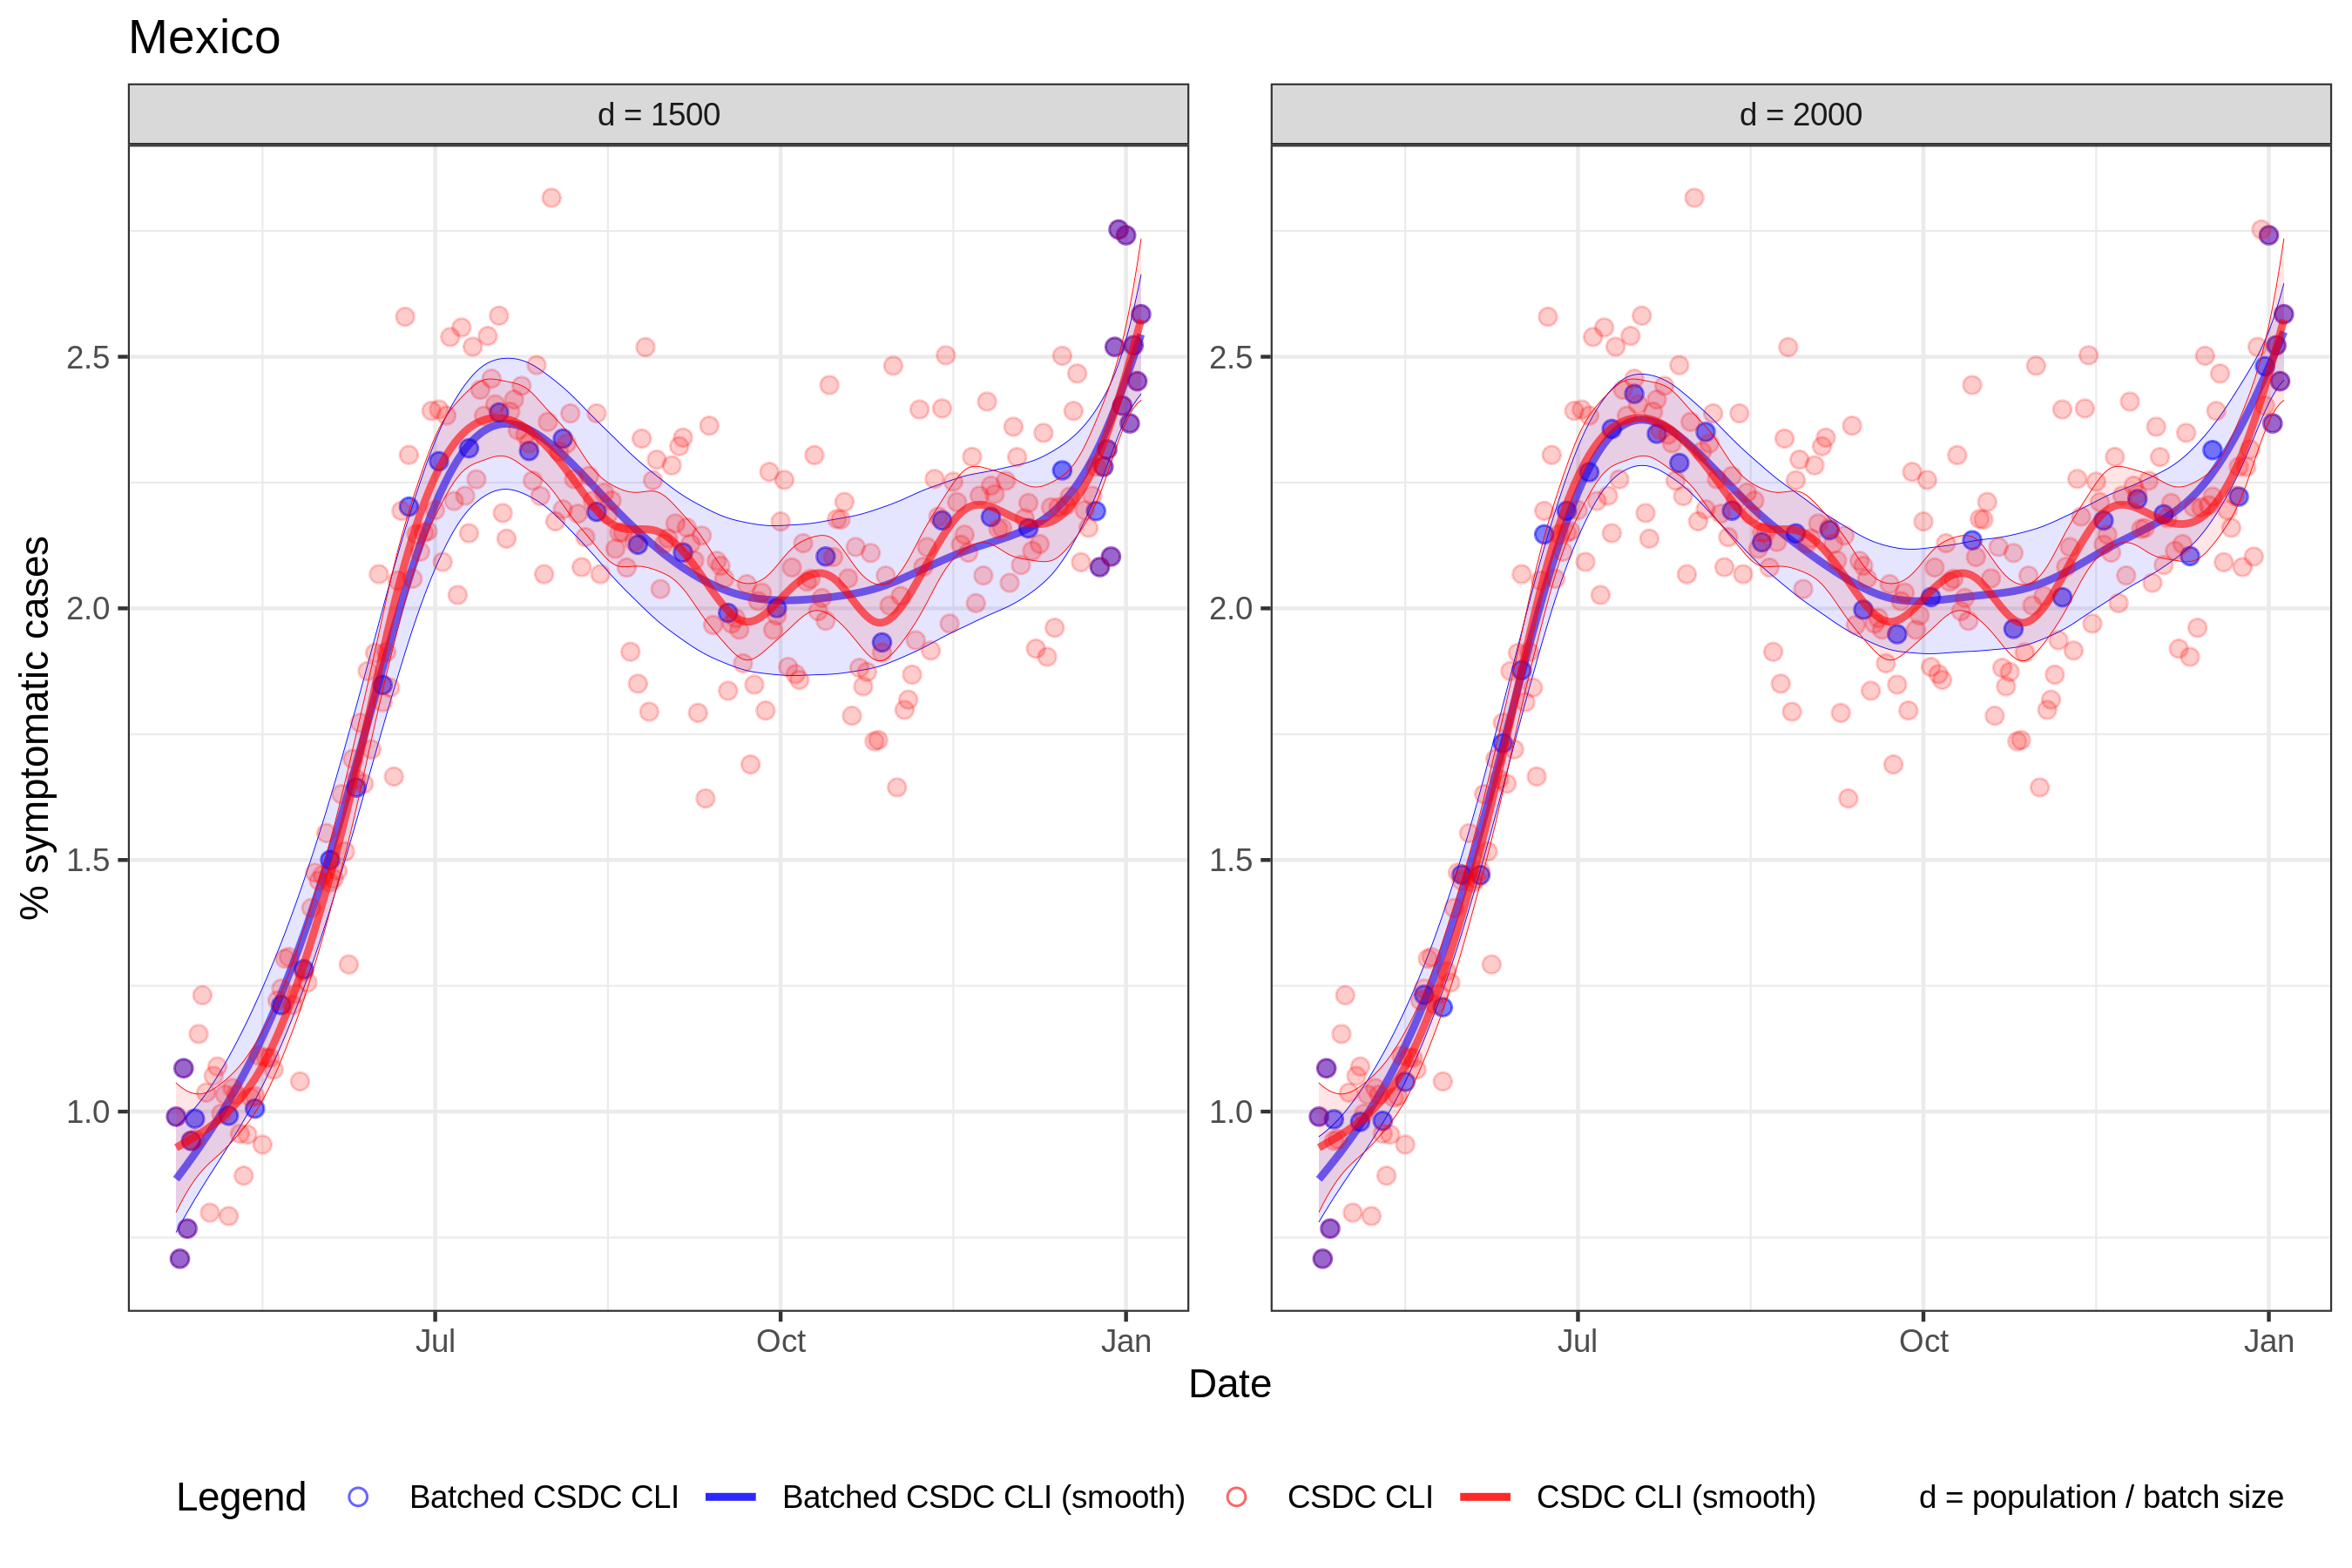 Mexico
d = 1500
d = 2000
% symptomatic cases
2.5
2.0
1.5
1.0
2.5
2.0
1.5
1.0
Jul
Oct
Jan
Jul
Oct
Jan
Date
Legend
Batched CSDC CLI
Batched CSDC CLI (smooth)
CSDC CLI
CSDC CLI (smooth)
d = population / batch size